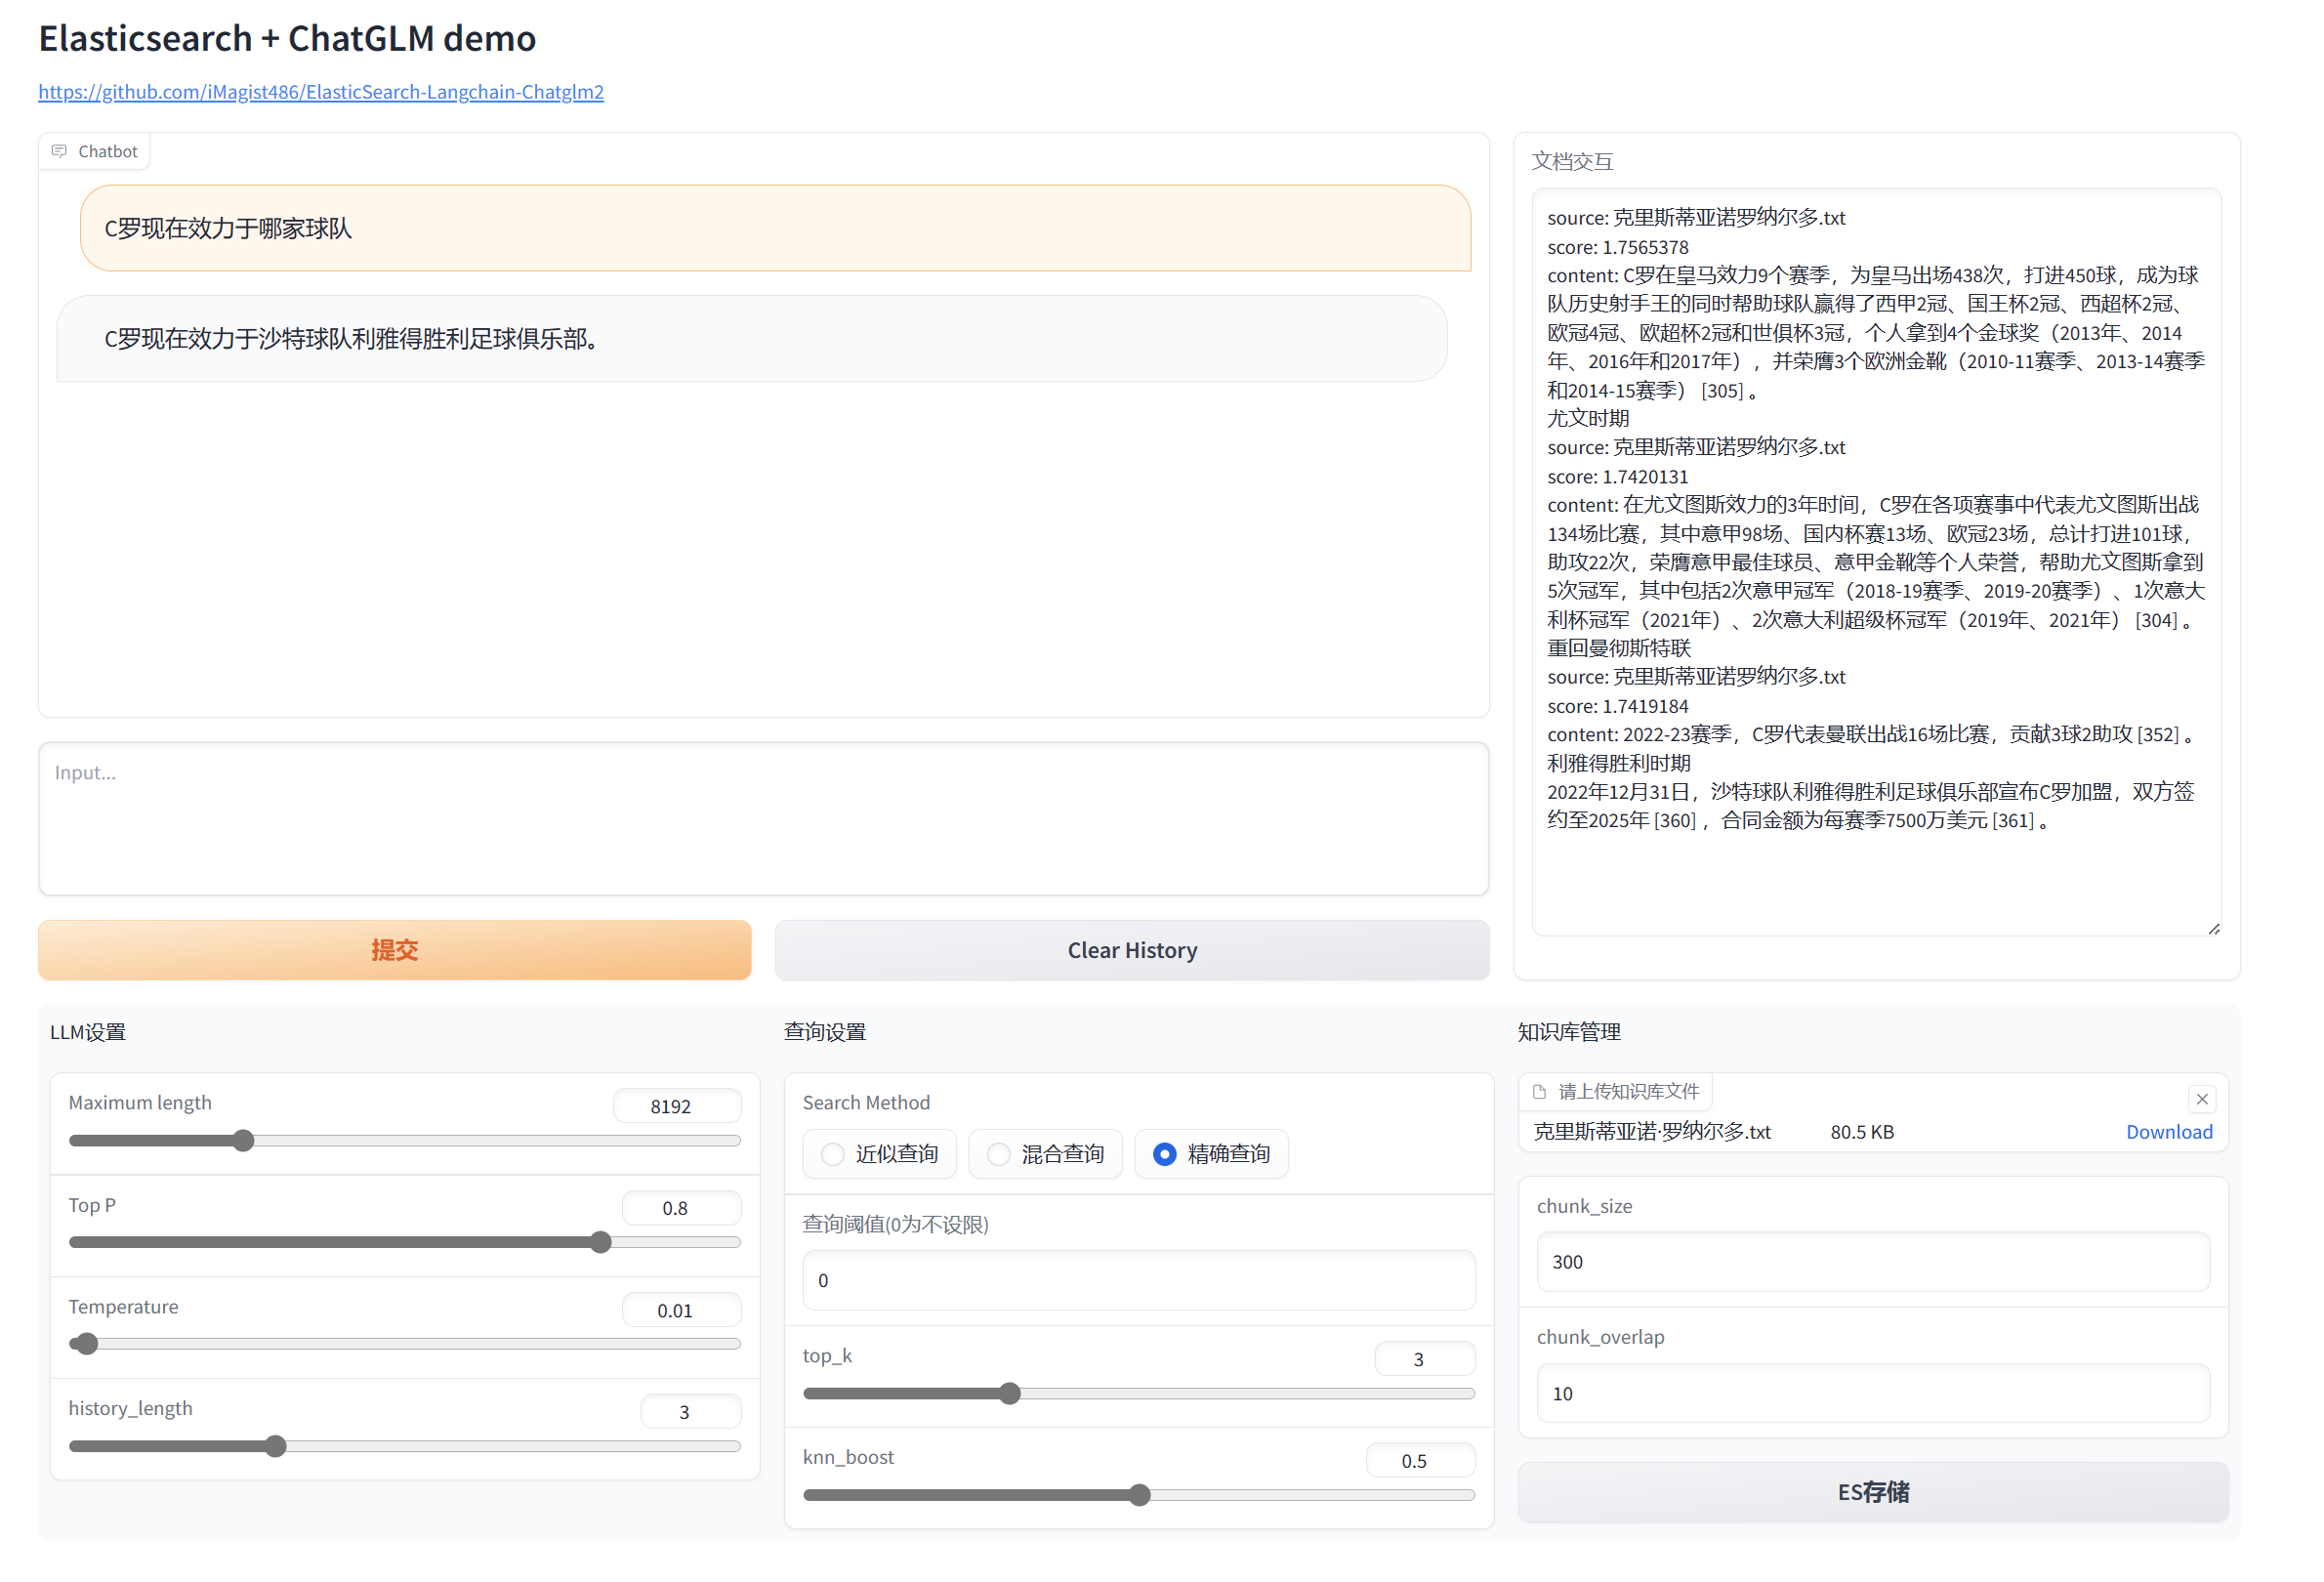 Elasticsearch + ChatGLM demo
https://github.com/iMagist486/ElasticSearch-Langchain-Chatglm2
Chatbot
C罗现在效力于哪家球队
C罗现在效力于沙特球队利雅得胜利足球俱乐部。
Input...
提交
Clear History
文档交互
source: 克里斯蒂亚诺罗纳尔多.txt
score: 1.7565378
content: C罗在皇马效力9个赛季，为皇马出场438次，打进450球，成为球
队历史射手王的同时帮助球队赢得了西甲2冠、国王杯2冠、西超杯2冠、
欧冠4冠、欧超杯2冠和世俱杯3冠，个人拿到4个金球奖（2013年、2014
年、2016年和2017年），并荣膺3个欧洲金靴（2010-11赛季、2013-14赛季
和2014-15赛季） [305] 。
尤文时期
source: 克里斯蒂亚诺罗纳尔多.txt
score: 1.7420131
content: 在尤文图斯效力的3年时间，C罗在各项赛事中代表尤文图斯出战
134场比赛，其中意甲98场、国内杯赛13场、欧冠23场，总计打进101球，
助攻22次，荣膺意甲最佳球员、意甲金靴等个人荣誉，帮助尤文图斯拿到
5次冠军，其中包括2次意甲冠军（2018-19赛季、2019-20赛季）、1次意大
利杯冠军（2021年）、2次意大利超级杯冠军（2019年、2021年） [304] 。
重回曼彻斯特联
source: 克里斯蒂亚诺罗纳尔多.txt
score: 1.7419184
content: 2022-23赛季，C罗代表曼联出战16场比赛，贡献3球2助攻 [352] 。
利雅得胜利时期
2022年12月31日，沙特球队利雅得胜利足球俱乐部宣布C罗加盟，双方签
约至2025年 [360] ，合同金额为每赛季7500万美元 [361] 。
LLM设置
Maximum length
8192
Top P
0.8
Temperature
0.01
history_length
3
查询设置
Search Method
近似查询
混合查询
精确查询
查询阈值(0为不设限)
0
top_k
3
knn_boost
0.5
知识库管理
请上传知识库文件
克里斯蒂亚诺·罗纳尔多.txt 80.5 KB Download
chunk_size
300
chunk_overlap
10
ES存储